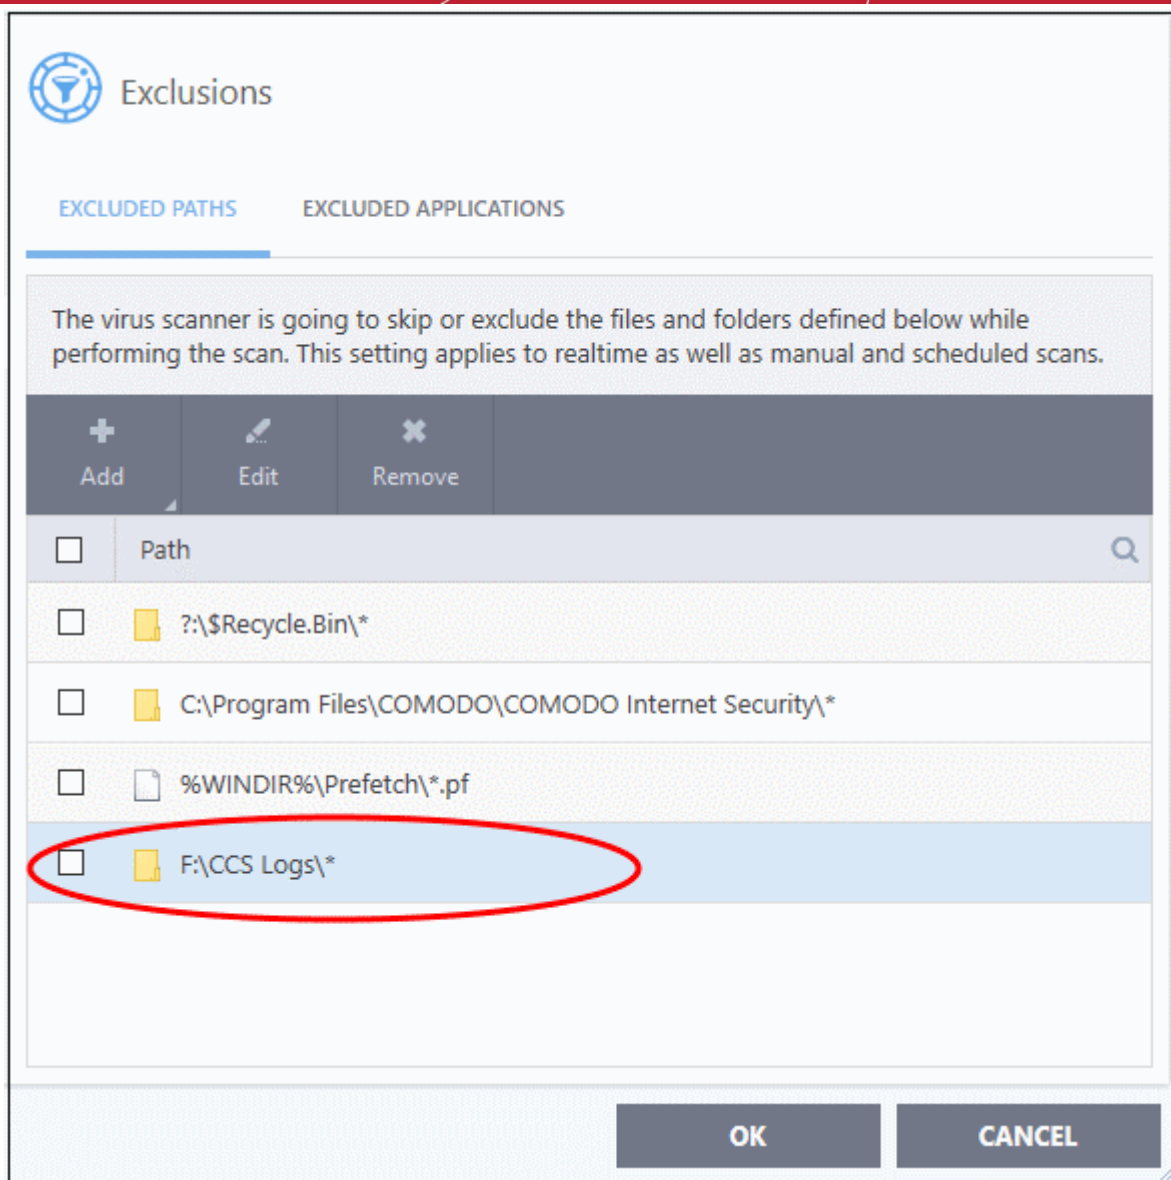 Exclusions
EXCLUDED PATHS
EXCLUDED APPLICATIONS
The virus scanner is going to skip or exclude the files and folders defined below while
performing the scan. This setting applies to realtime as well as manual and scheduled scans.
Add
Edit
Remove
Path
?:\$Recycle.Bin\*
C:\Program Files\COMODO\COMODO Internet Security\*
%WINDIR%\Prefetch\*.pf
F:\CCS Logs\*
OK
CANCEL